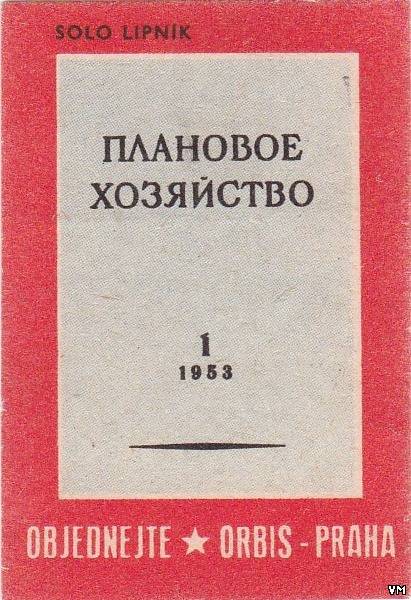 SOLO LIPNÍK
ПЛАНОВОЕ
ХОЗЯЙСТВО
1
1953
OBJEDNEJTE ★ ORBIS - PRAHA
VM